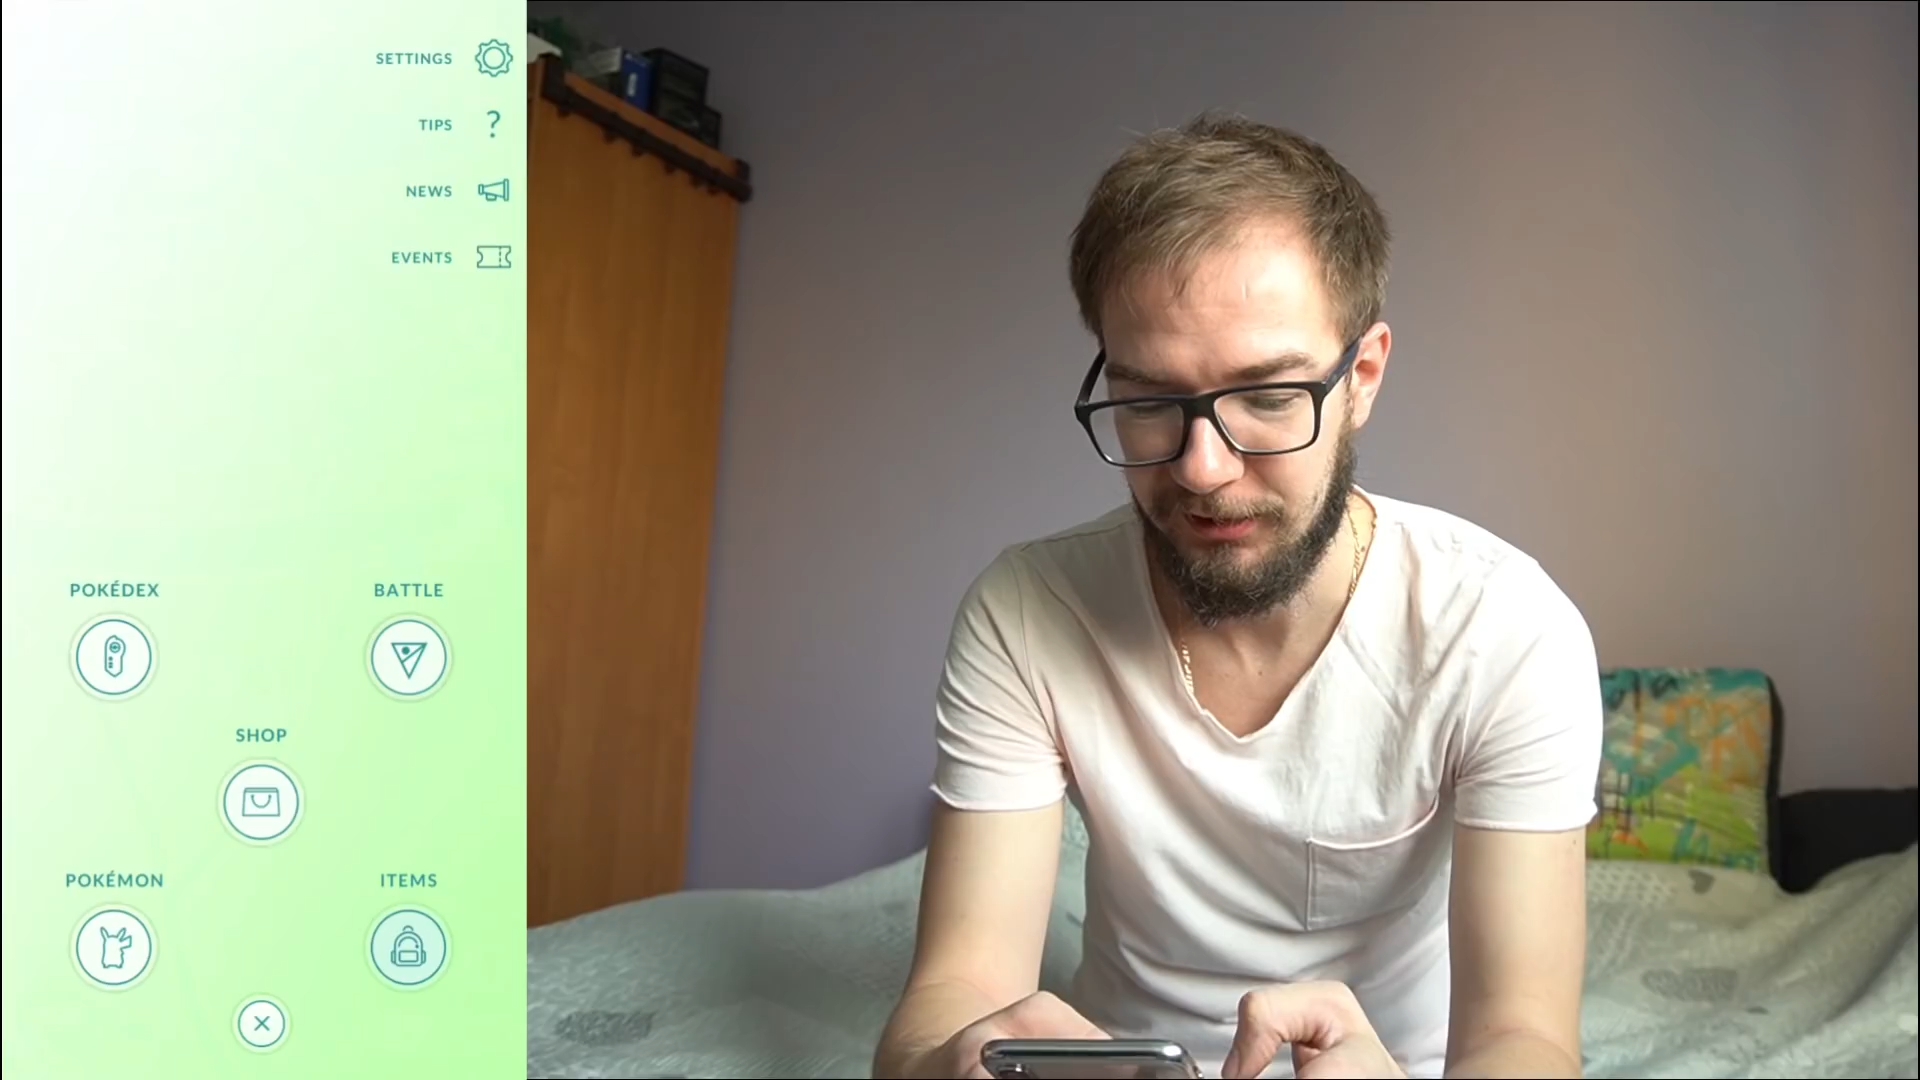 SETTINGS
TIPS
NEWS
EVENTS
POKÉDEX
BATTLE
SHOP
POKÉMON
ITEMS